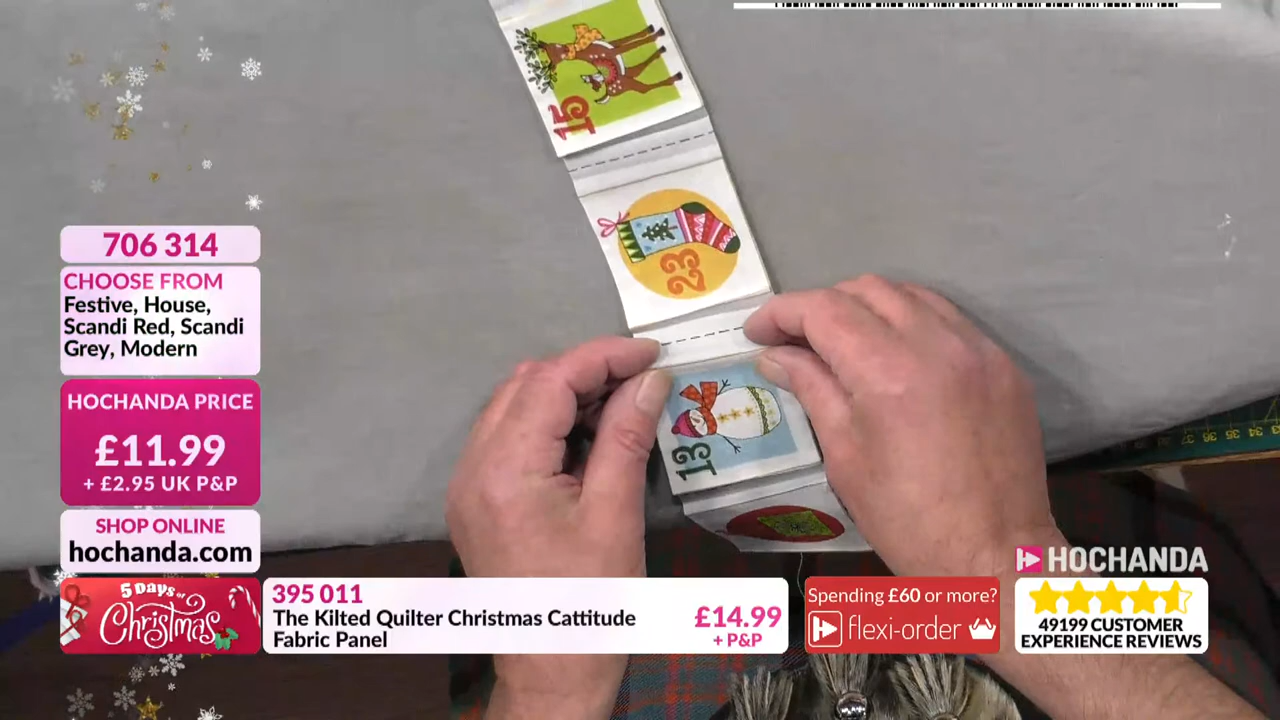 15
23
13
706 314
CHOOSE FROM
Festive, House,
Scandi Red, Scandi
Grey, Modern
HOCHANDA PRICE
£11.99
+ £2.95 UK P&P
SHOP ONLINE
hochanda.com
5 Days of
Christmas
395 011
The Kilted Quilter Christmas Cattitude
Fabric Panel
£14.99
+ P&P
Spending £60 or more?
flexi-order
HOCHANDA
49199 CUSTOMER
EXPERIENCE REVIEWS